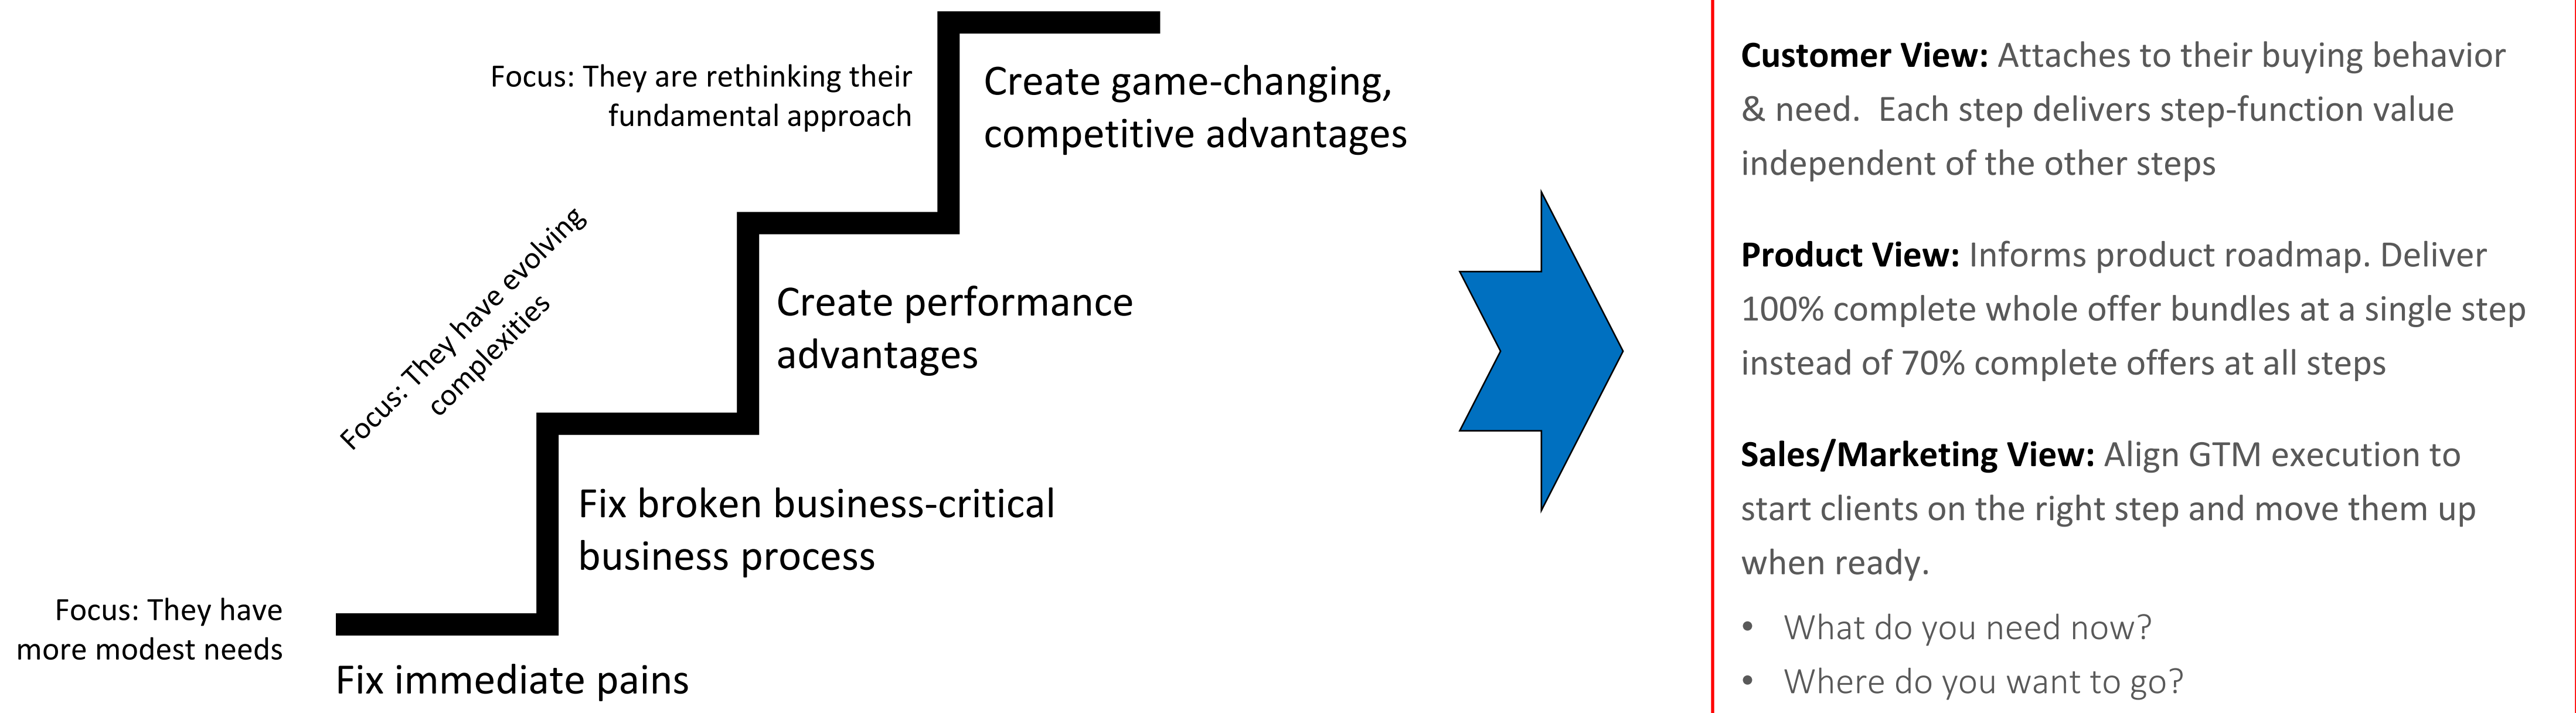 Focus: They are rethinking their
fundamental approach
Create game-changing,
competitive advantages
Focus: They have evolving
complexities
Create performance
advantages
Fix broken business-critical
business process
Focus: They have
more modest needs
Fix immediate pains
Customer View: Attaches to their buying behavior
& need.  Each step delivers step-function value
independent of the other steps
Product View: Informs product roadmap. Deliver
100% complete whole offer bundles at a single step
instead of 70% complete offers at all steps
Sales/Marketing View: Align GTM execution to
start clients on the right step and move them up
when ready.
• What do you need now?
• Where do you want to go?